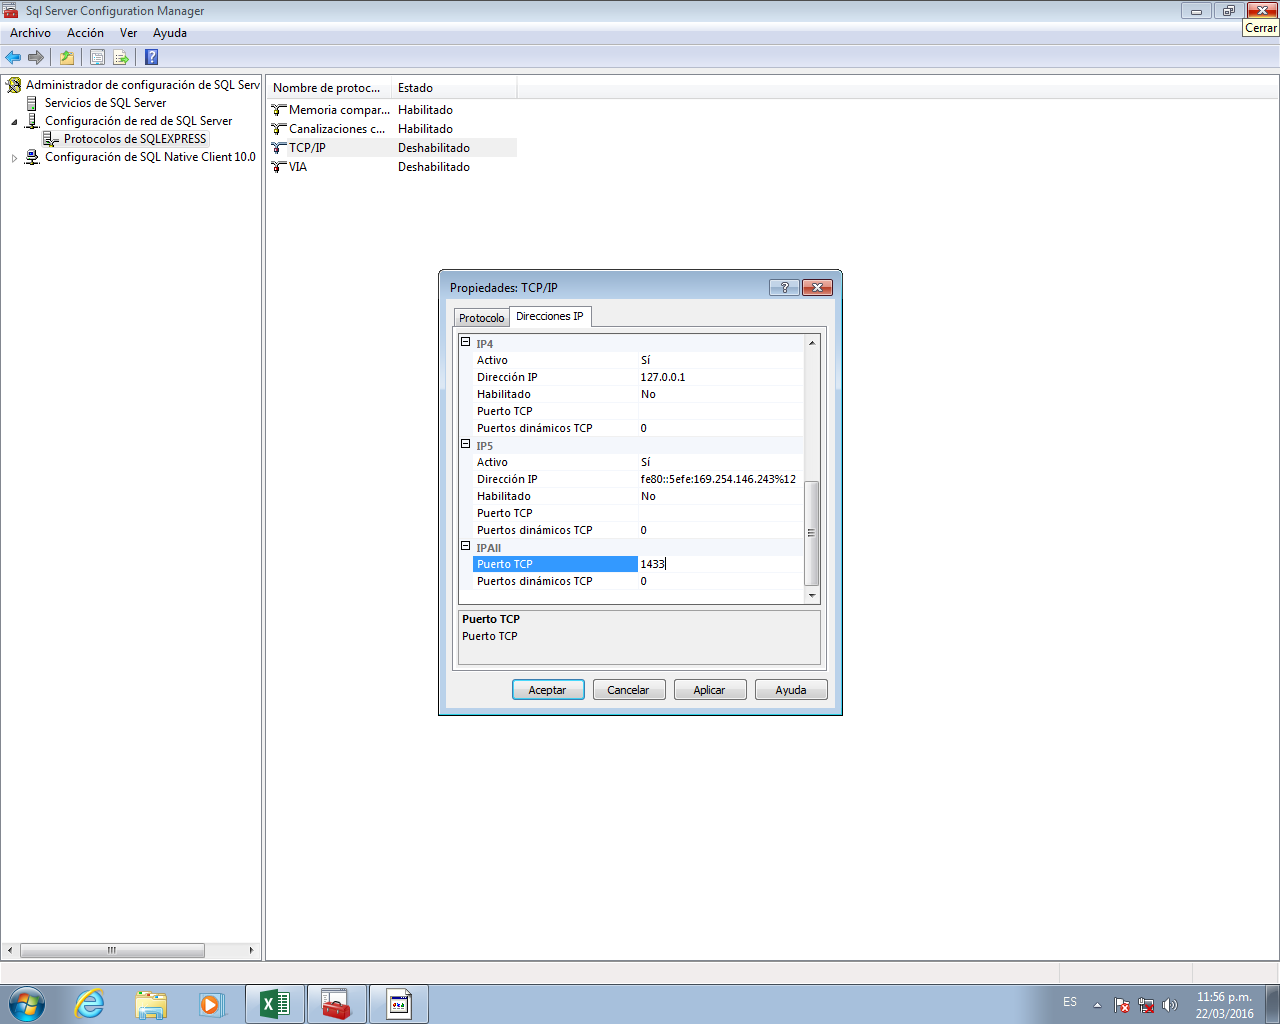 Sql Server Configuration Manager
Cerrar
Archivo Acción Ver Ayuda
Administrador de configuración de SQL Serv
Servicios de SQL Server
Configuración de red de SQL Server
Protocolos de SQLEXPRESS
Configuración de SQL Native Client 10.0
Nombre de protoc... Estado
Memoria compar... Habilitado
Canalizaciones c... Habilitado
TCP/IP Deshabilitado
VIA Deshabilitado
Propiedades: TCP/IP
Protocolo Direcciones IP
IP4
Activo Sí
Dirección IP 127.0.0.1
Habilitado No
Puerto TCP
Puertos dinámicos TCP 0
IP5
Activo Sí
Dirección IP fe80::5efe:169.254.146.243%12
Habilitado No
Puerto TCP
Puertos dinámicos TCP 0
IPAll
Puerto TCP 1433
Puertos dinámicos TCP 0
Puerto TCP
Puerto TCP
Aceptar Cancelar Aplicar Ayuda
ES
11:56 p.m.
22/03/2016